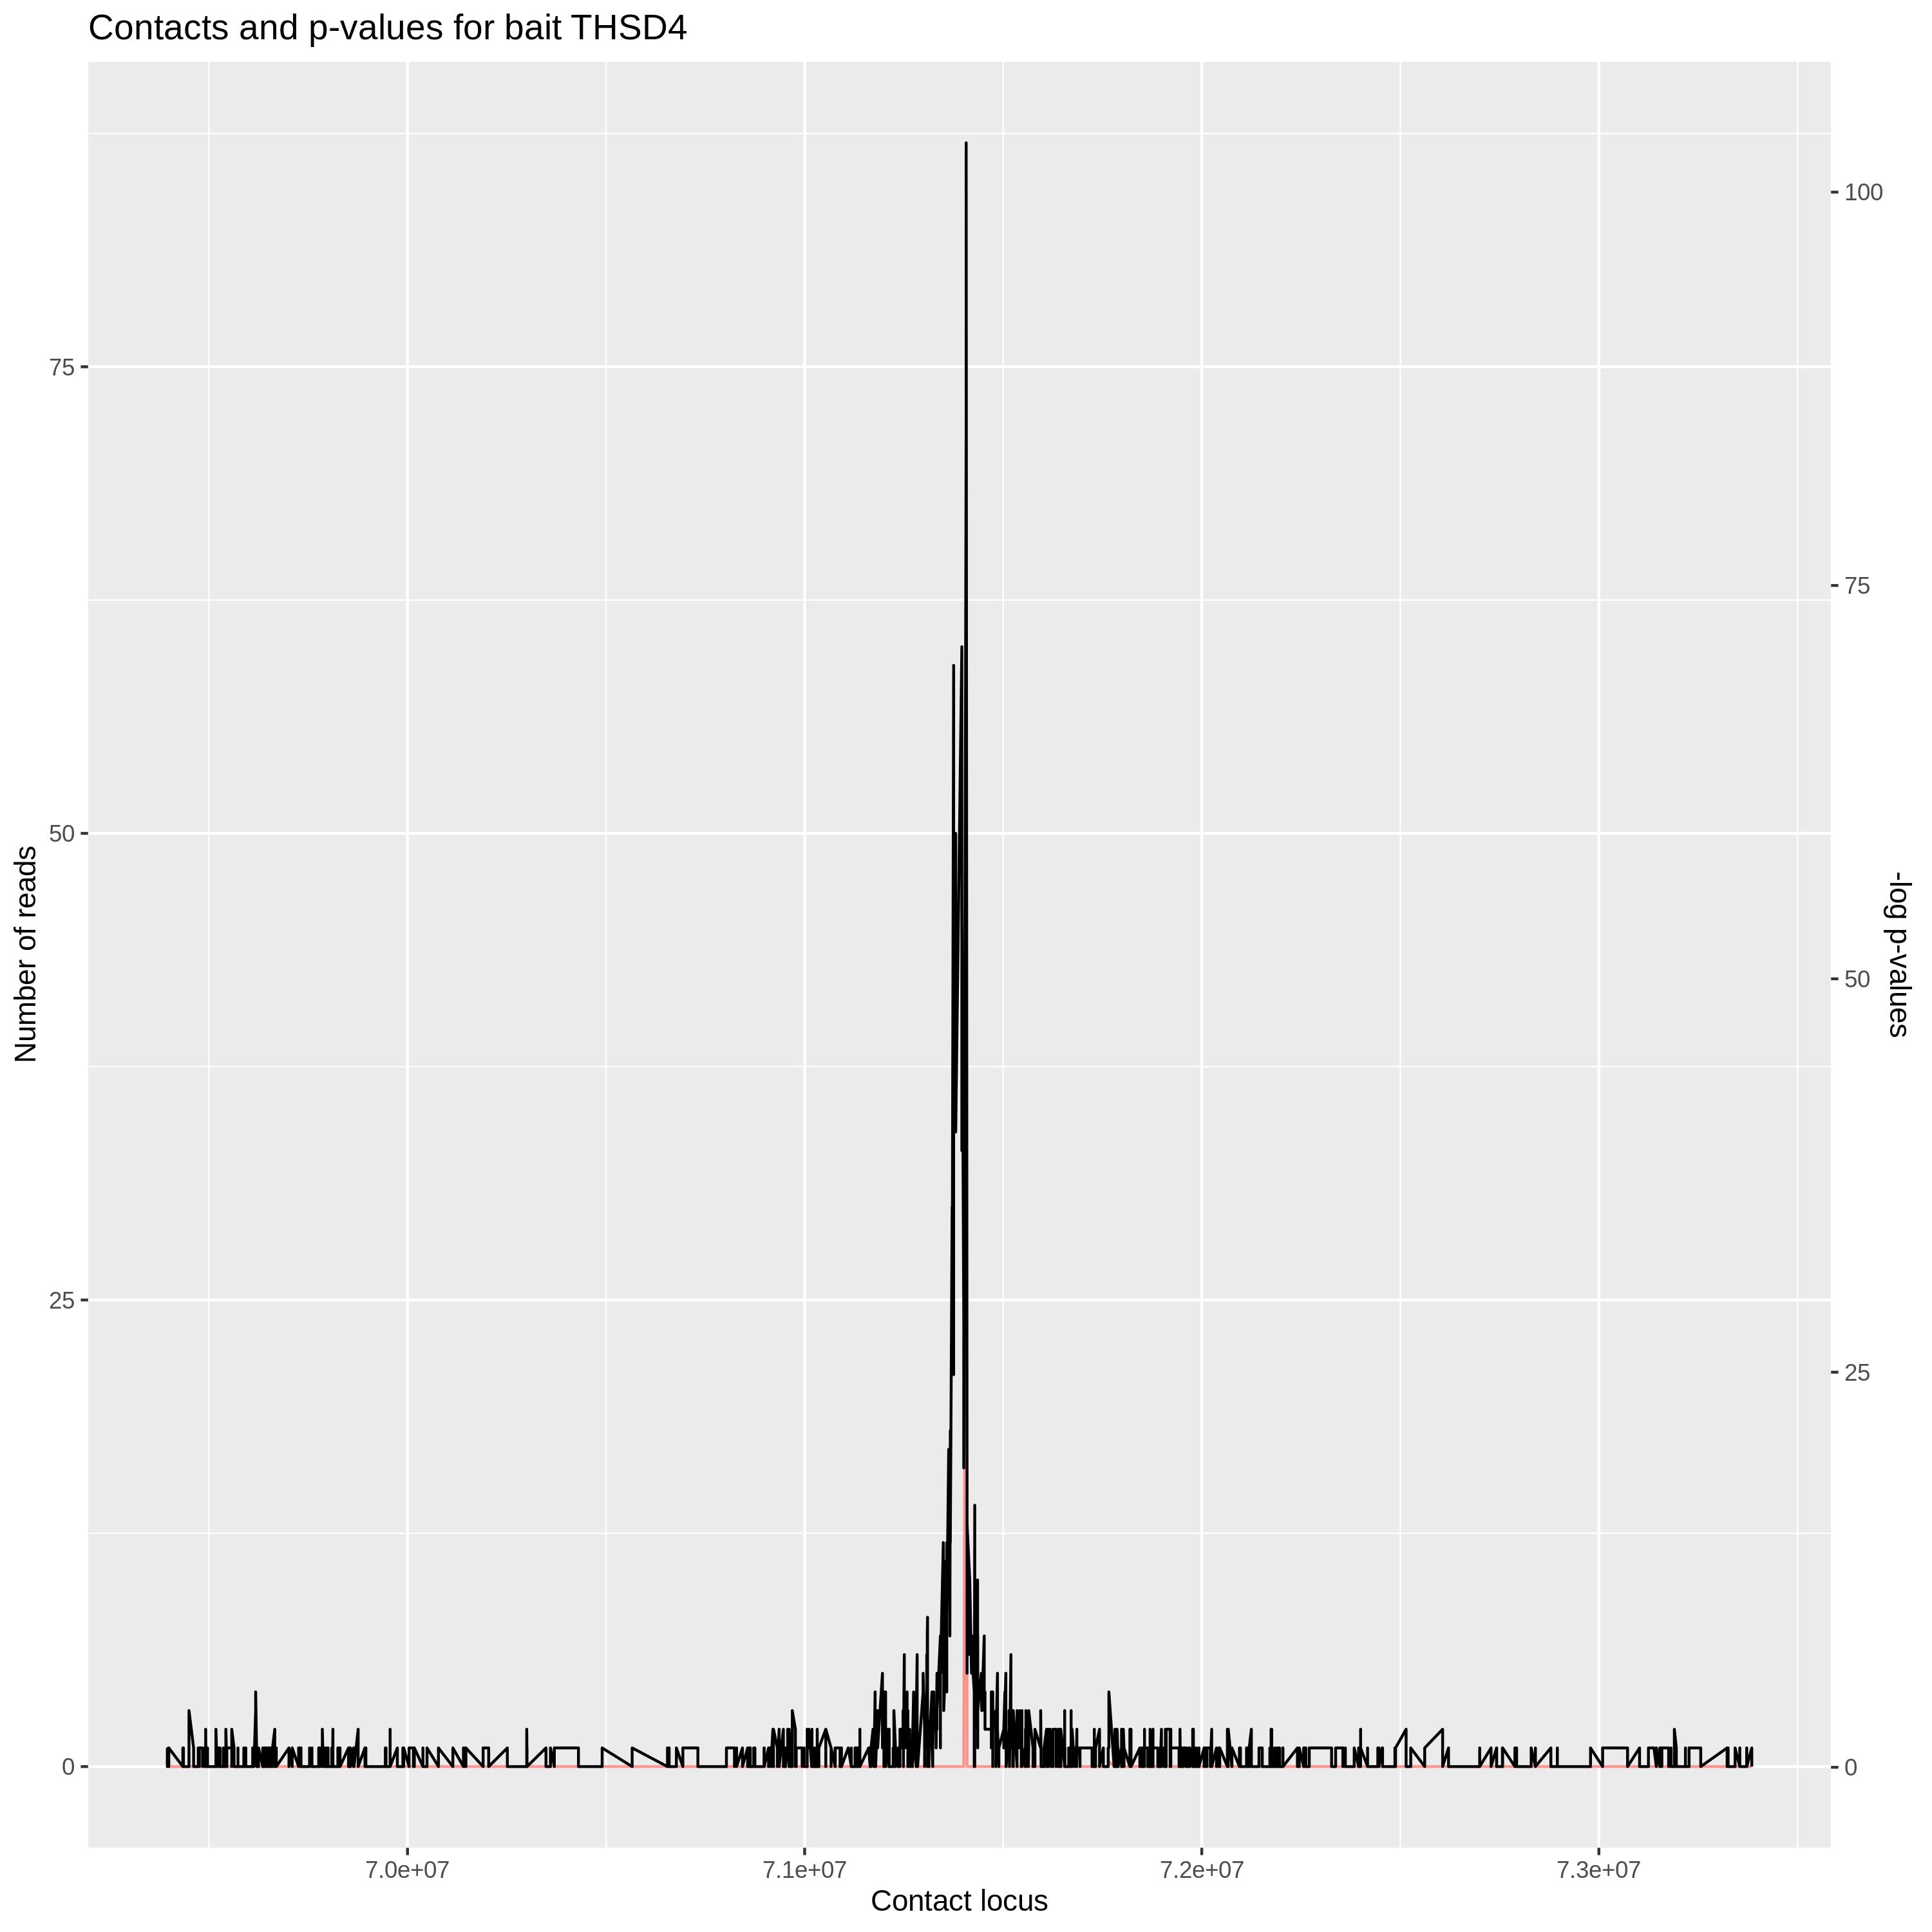 Contacts and p-values for bait THSD4
100
75
75
50
50
25
25
0
0
Number of reads
-log p-values
7.0e+07
7.1e+07
7.2e+07
7.3e+07
Contact locus